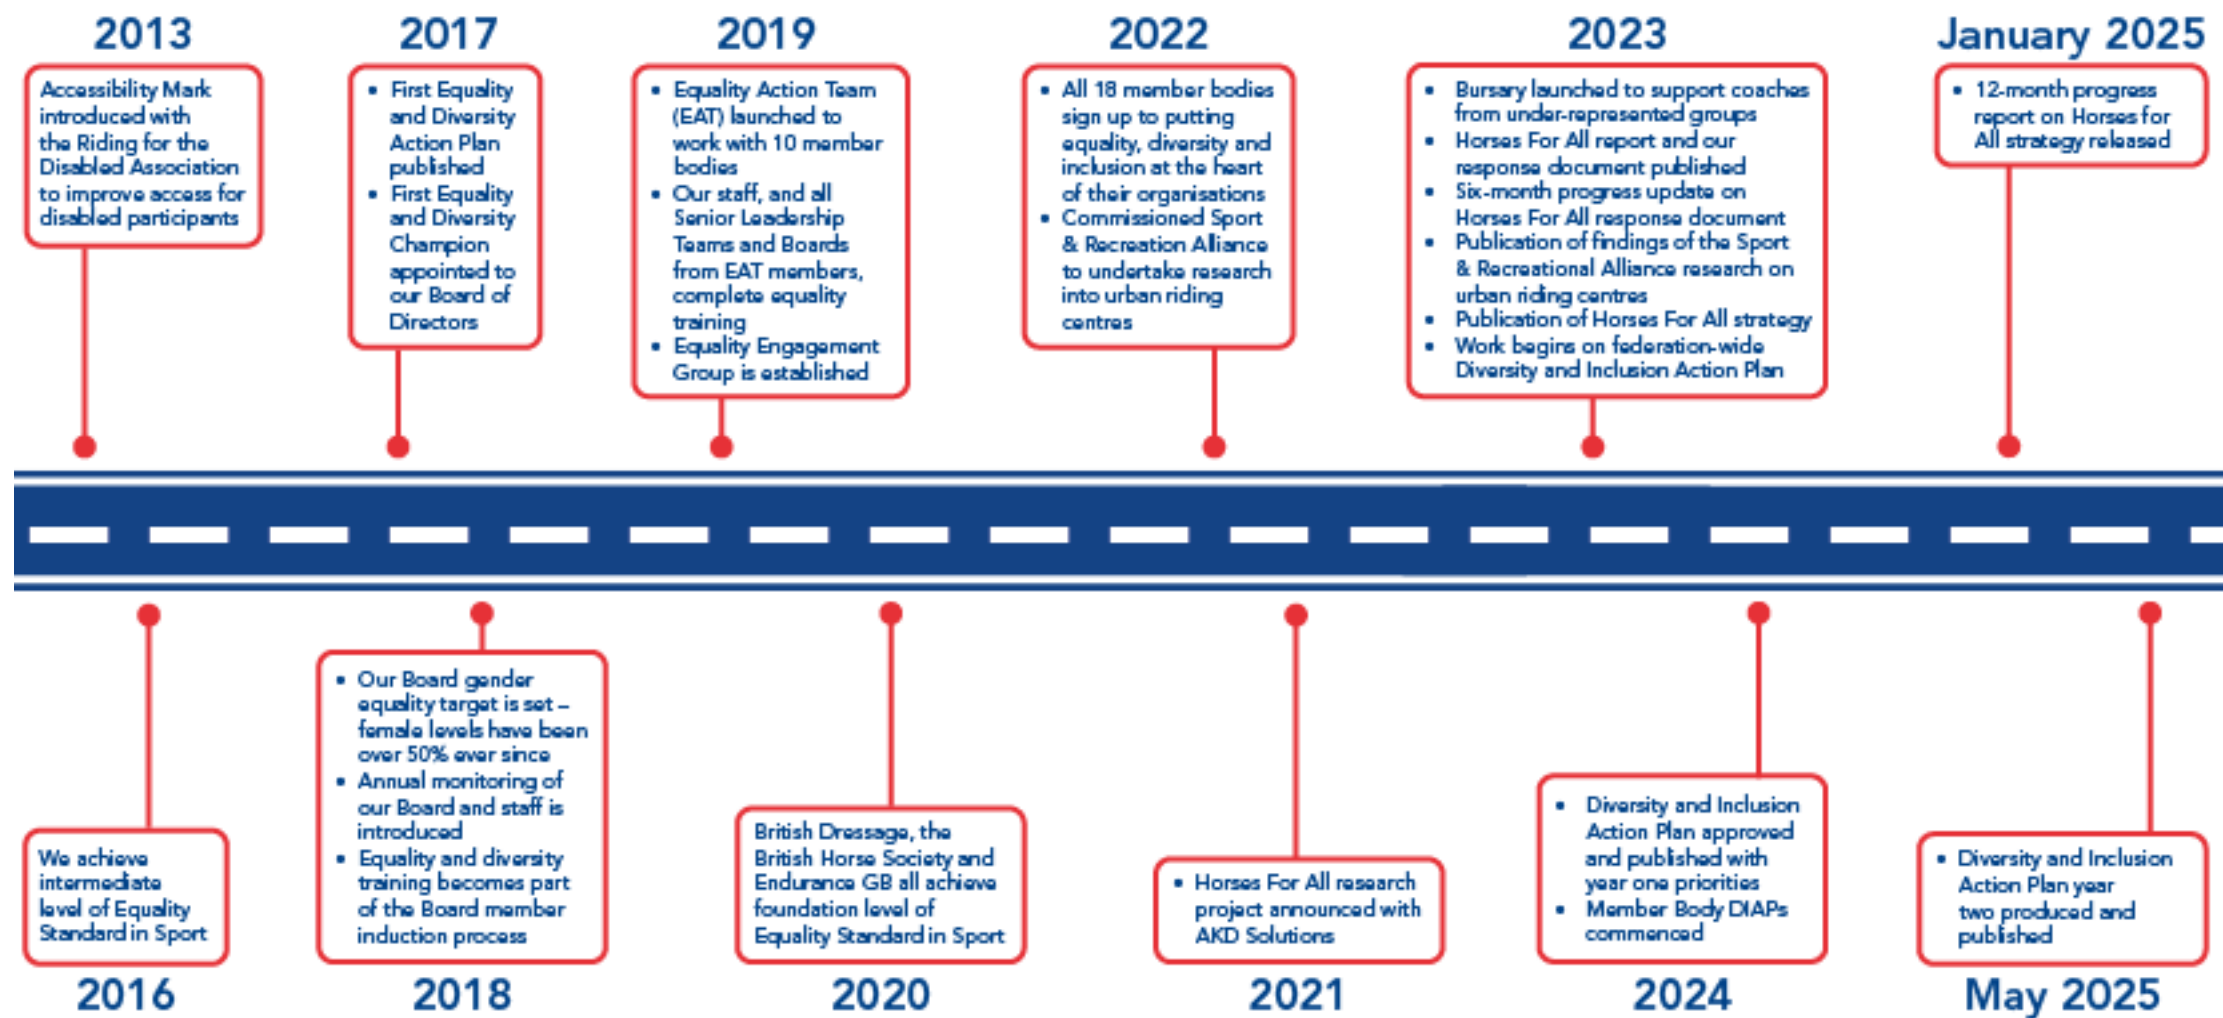 2013
Accessibility Mark
introduced with
the Riding for the
Disabled Association
to improve access for
disabled participants
2017
• First Equality
and Diversity
Action Plan
published
• First Equality
and Diversity
Champion
appointed to
our Board of
Directors
2019
• Equality Action Team
(EAT) launched to
work with 10 member
bodies
• Our staff, and all
Senior Leadership
Teams and Boards
from EAT members,
complete equality
training
• Equality Engagement
Group is established
2022
• All 18 member bodies
sign up to putting
equality, diversity and
inclusion at the heart
of their organisations
• Commissioned Sport
& Recreation Alliance
to undertake research
into urban riding
centres
2023
• Bursary launched to support coaches
from under-represented groups
• Horses For All report and our
response document published
• Six-month progress update on
Horses For All response document
• Publication of findings of the Sport
& Recreational Alliance research on
urban riding centres
• Publication of Horses For All strategy
• Work begins on federation-wide
Diversity and Inclusion Action Plan
January 2025
• 12-month progress
report on Horses for
All strategy released
We achieve
intermediate
level of Equality
Standard in Sport
2016
• Our Board gender
equality target is set –
female levels have been
over 50% ever since
• Annual monitoring of
our Board and staff is
introduced
• Equality and diversity
training becomes part
of the Board member
induction process
2018
British Dressage, the
British Horse Society and
Endurance GB all achieve
foundation level of
Equality Standard in Sport
2020
• Horses For All research
project announced with
AKD Solutions
2021
• Diversity and Inclusion
Action Plan approved
and published with
year one priorities
• Member Body DIAPs
commenced
2024
• Diversity and Inclusion
Action Plan year
two produced and
published
May 2025